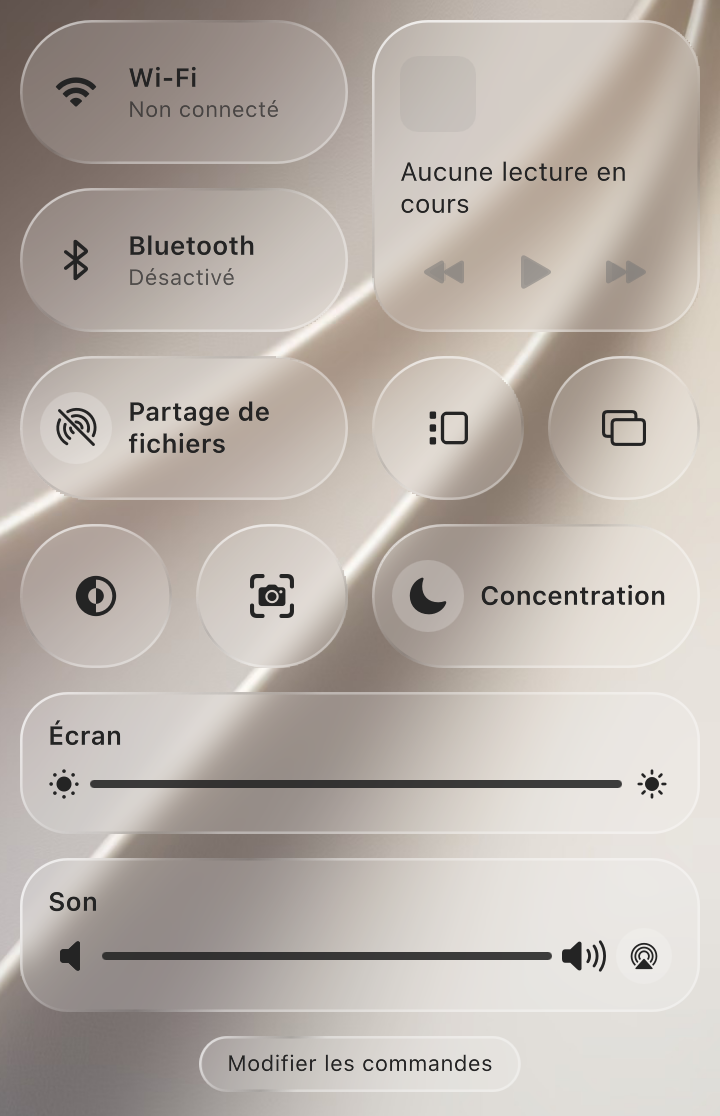 Wi-Fi
Non connecté
Aucune lecture en
cours
Bluetooth
Désactivé
Partage de
fichiers
Concentration
Écran
Son
Modifier les commandes